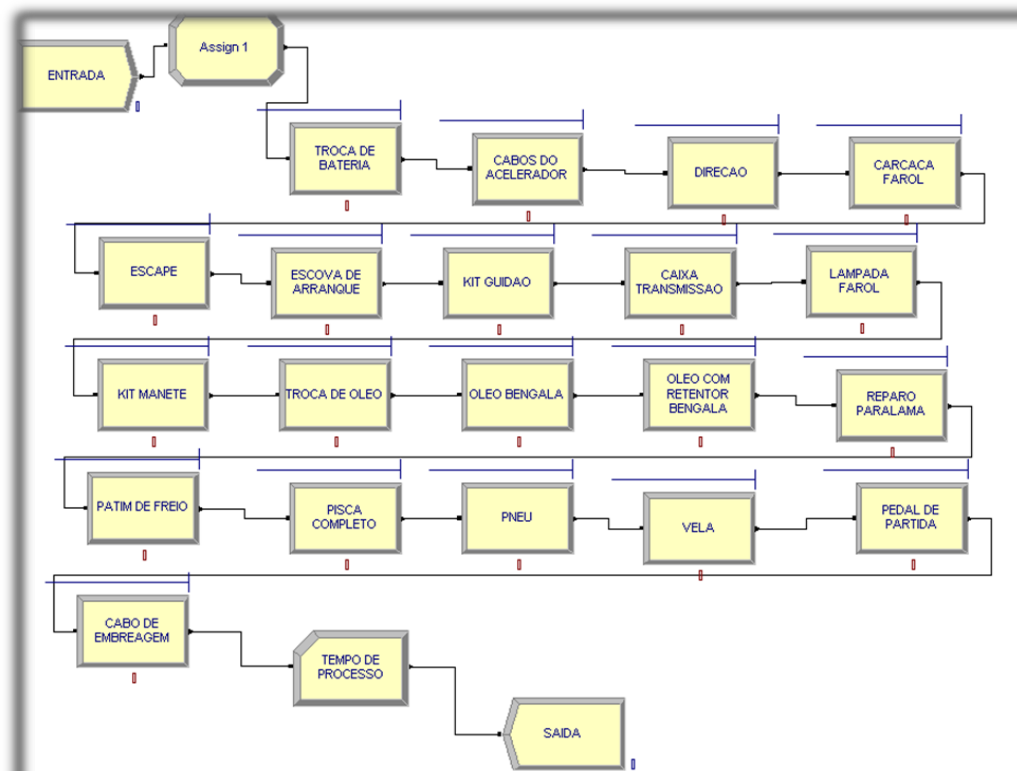 ENTRADA
Assign 1
TROCA DE
BATERIA
CABOS DO
ACELERADOR
DIRECAO
CARCACA
FAROL
ESCAPE
ESCOVA DE
ARRANQUE
KIT GUIDAO
CAIXA
TRANSMISSAO
LAMPADA
FAROL
KIT MANETE
TROCA DE OLEO
OLEO BENGALA
OLEO COM
RETENTOR
BENGALA
REPARO
PARALAMA
PATIM DE FREIO
PISCA
COMPLETO
PNEU
VELA
PEDAL DE
PARTIDA
CABO DE
EMBREAGEM
TEMPO DE
PROCESSO
SAIDA